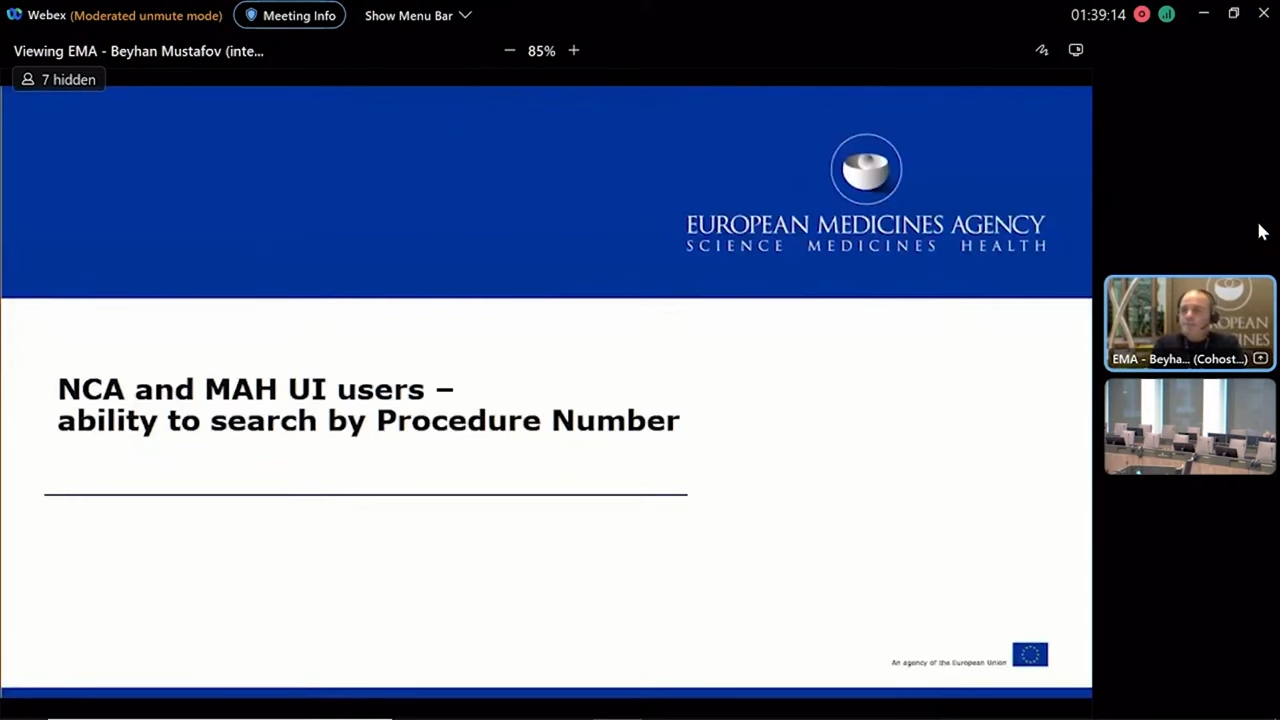 Webex (Moderated unmute mode) Meeting Info Show Menu Bar 01:39:14
Viewing EMA - Beyhan Mustafov (inte... 85%
7 hidden
EUROPEAN MEDICINES AGENCY
SCIENCE MEDICINES HEALTH
NCA and MAH UI users –
ability to search by Procedure Number
An agency of the European Union
EMA - Beyha... (Cohost...)